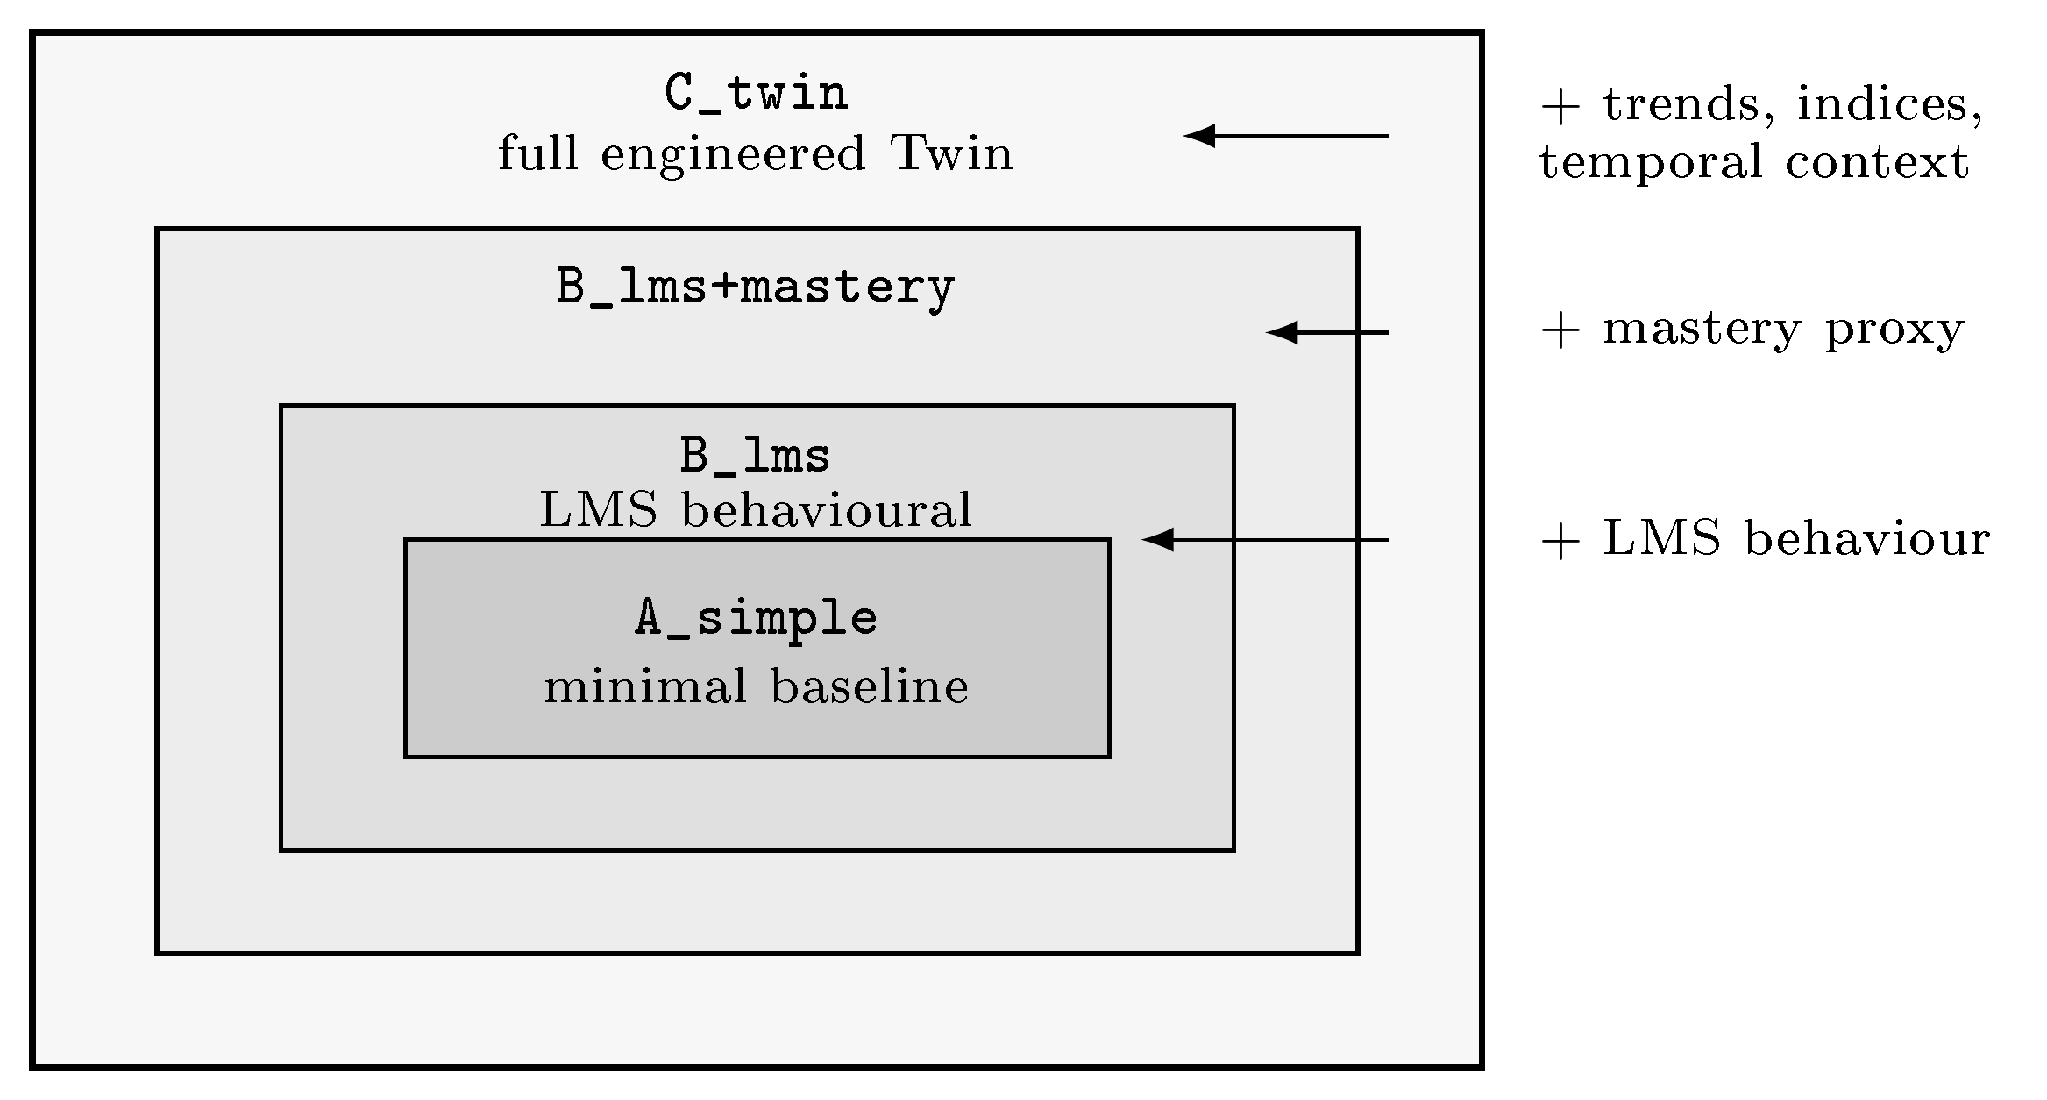 C_twin
full engineered Twin
+ trends, indices,
temporal context
B_lms+mastery
+ mastery proxy
B_lms
LMS behavioural
+ LMS behaviour
A_simple
minimal baseline